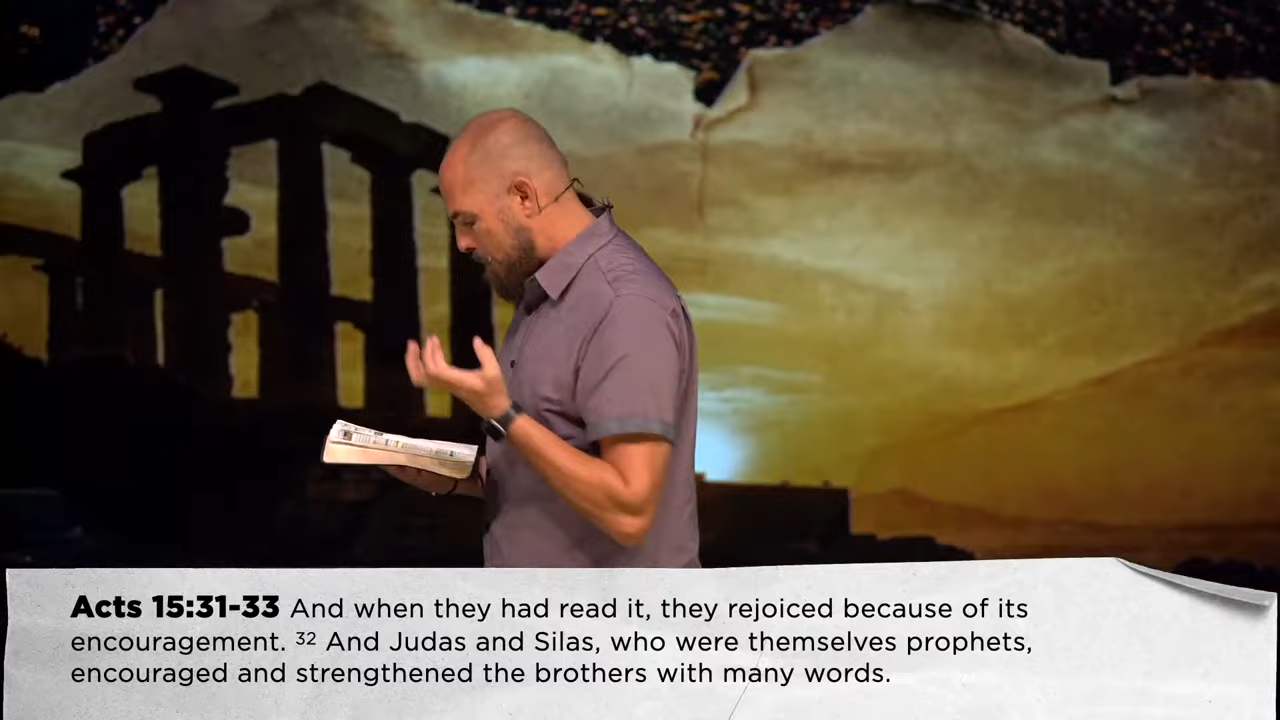 Acts 15:31-33 And when they had read it, they rejoiced because of its
encouragement. ³² And Judas and Silas, who were themselves prophets,
encouraged and strengthened the brothers with many words.